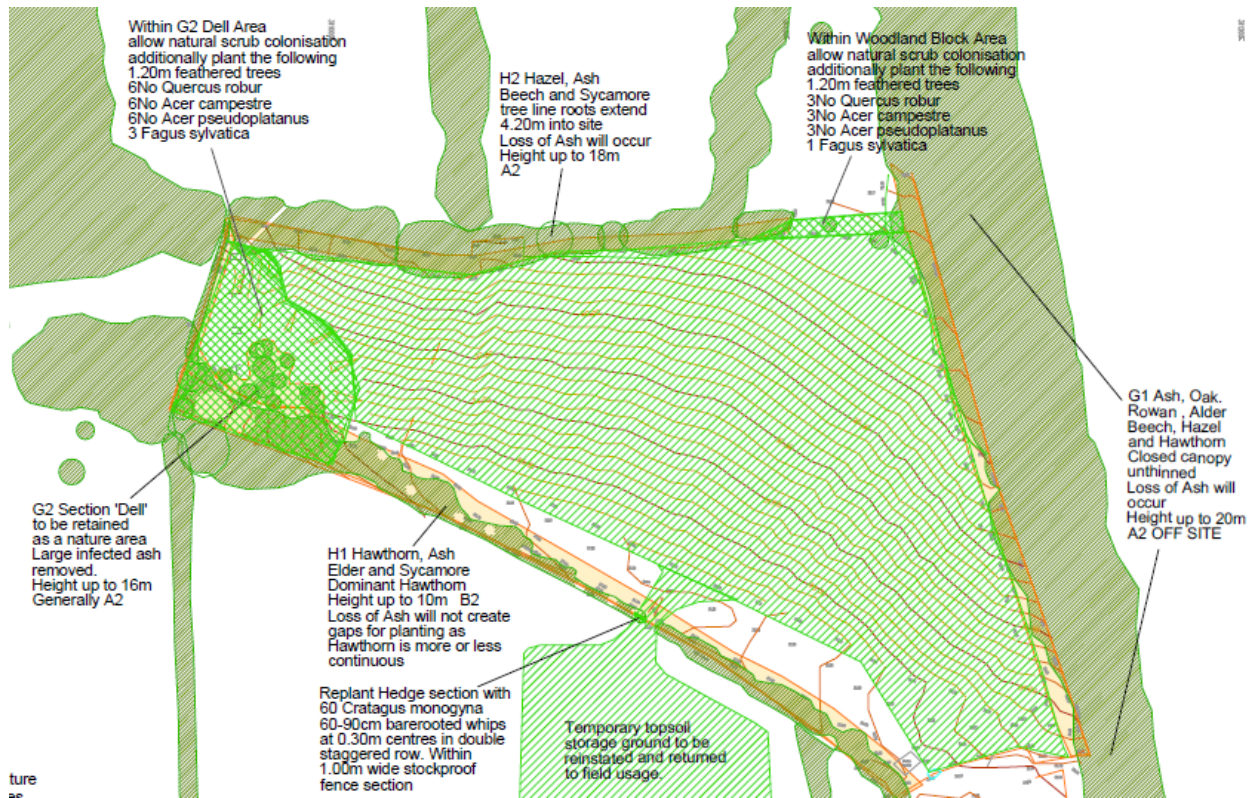 Within G2 Dell Area
allow natural scrub colonisation
additionally plant the following
1.20m feathered trees
6No Quercus robur
6No Acer campestre
6No Acer pseudoplatanus
3 Fagus sylvatica
H2 Hazel, Ash
Beech and Sycamore
tree line roots extend
4.20m into site
Loss of Ash will occur
Height up to 18m
A2
Within Woodland Block Area
allow natural scrub colonisation
additionally plant the following
1.20m feathered trees
3No Quercus robur
3No Acer campestre
3No Acer pseudoplatanus
1 Fagus sylvatica
G1 Ash, Oak.
Rowan , Alder
Beech, Hazel
and Hawthorn
Closed canopy
unthinned
Loss of Ash will
occur
Height up to 20m
A2 OFF SITE
G2 Section 'Dell'
to be retained
as a nature area
Large infected ash
removed.
Height up to 16m
Generally A2
H1 Hawthorn, Ash
Elder and Sycamore
Dominant Hawthorn
Height up to 10m B2
Loss of Ash will not create
gaps for planting as
Hawthorn is more or less
continuous
Replant Hedge section with
60 Cratagus monogyna
60-90cm barerooted whips
at 0.30m centres in double
staggered row. Within
1.00m wide stockproof
fence section
Temporary topsoil
storage ground to be
reinstated and returned
to field usage.
ture